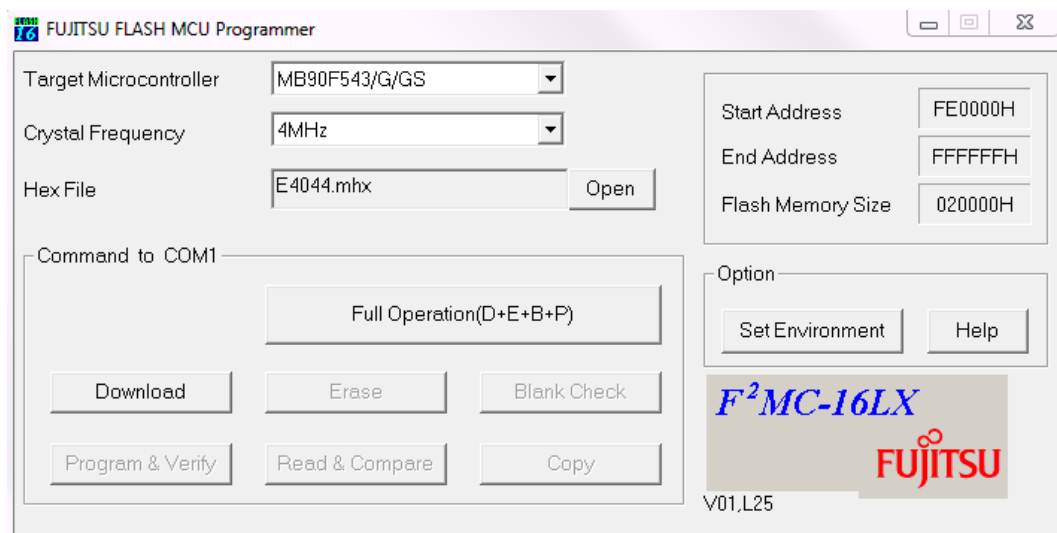 FUJITSU FLASH MCU Programmer
Target Microcontroller
MB90F543/G/GS
Crystal Frequency
4MHz
Hex File
E4044.mhx
Open
Start Address
FE0000H
End Address
FFFFFFH
Flash Memory Size
020000H
Command to COM1
Full Operation(D+E+B+P)
Download
Erase
Blank Check
Program & Verify
Read & Compare
Copy
Option
Set Environment
Help
F²MC-16LX
FUJITSU
V01,L25